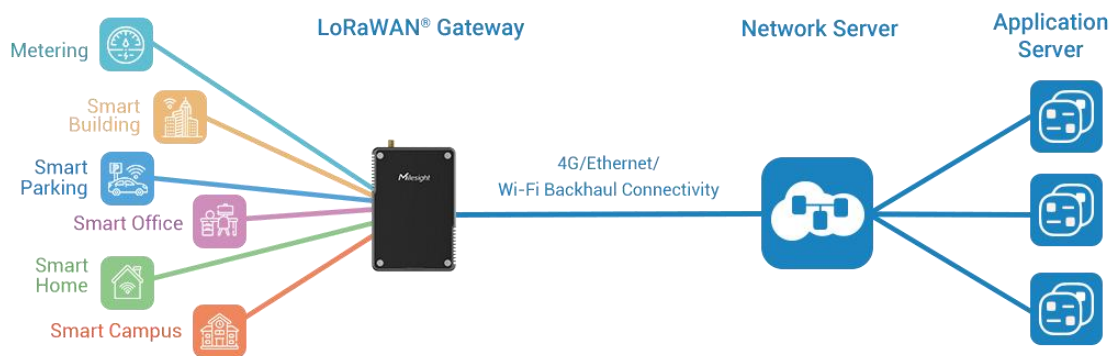 LoRaWAN® Gateway
Network Server
Application
Server
Metering
Smart
Building
Smart
Parking
P
Smart Office
Smart
Home
Smart Campus
Milesight
4G/Ethernet/
Wi-Fi Backhaul Connectivity